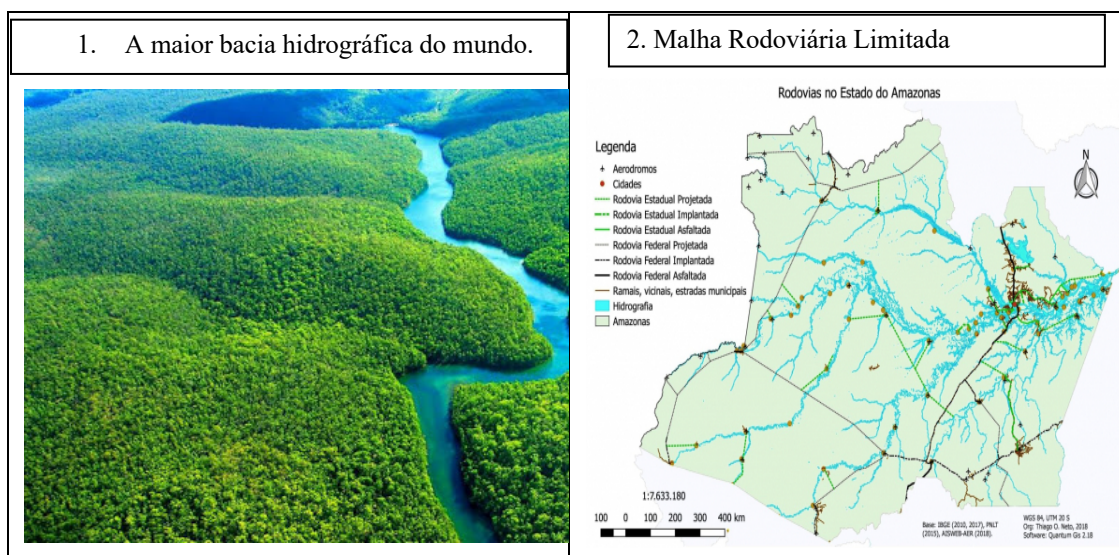 1. A maior bacia hidrográfica do mundo.
2. Malha Rodoviária Limitada
Rodovias no Estado do Amazonas
Legenda
Aerodromos
Cidades
Rodovia Estadual Projetada
Rodovia Estadual Implantada
Rodovia Estadual Asfaltada
Rodovia Federal Projetada
Rodovia Federal Implantada
Rodovia Federal Asfaltada
Ramais, vicinais, estradas municipais
Hidrografia
Amazonas
N
1:7.633.180
100 0 100 200 300 400 km
Base: IBGE (2010, 2017), PNLT
(2015), AISWEB-AER (2018).
WGS 84, UTM 20 S
Org: Thiago O. Neto, 2018
Software: Quantum Gis 2.18